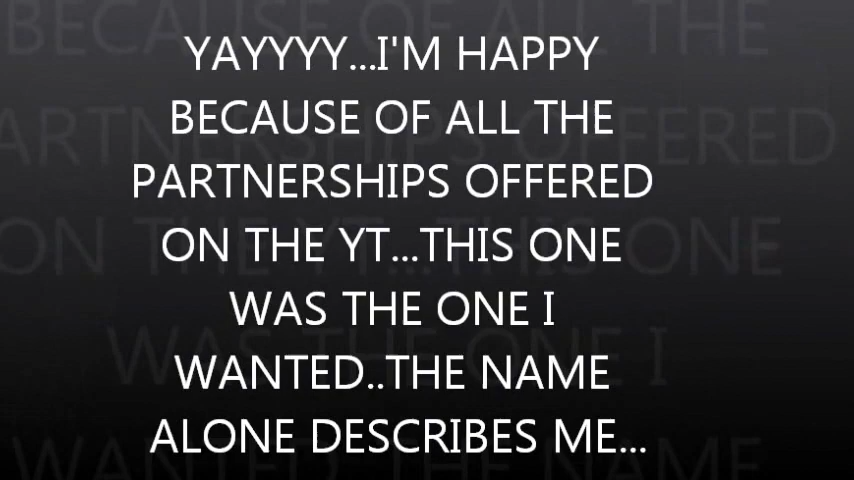 YAYYYY...I'M HAPPY
BECAUSE OF ALL THE
PARTNERSHIPS OFFERED
ON THE YT...THIS ONE
WAS THE ONE I
WANTED..THE NAME
ALONE DESCRIBES ME...